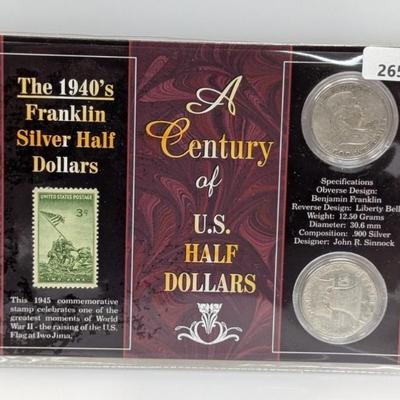 The 1940's
Franklin
Silver Half
Dollars
UNITED STATES POSTAGE
3¢
IWO JIMA
This 1945 commemorative
stamp celebrates one of the
greatest moments of World
War II - the raising of the U.S.
Flag at Iwo Jima.
A
Century
of
U.S.
HALF
DOLLARS
265
Specifications
Obverse Design:
Benjamin Franklin
Reverse Design: Liberty Bell
Weight: 12.50 Grams
Diameter: 30.6 mm
Composition: .900 Silver
Designer: John R. Sinnock